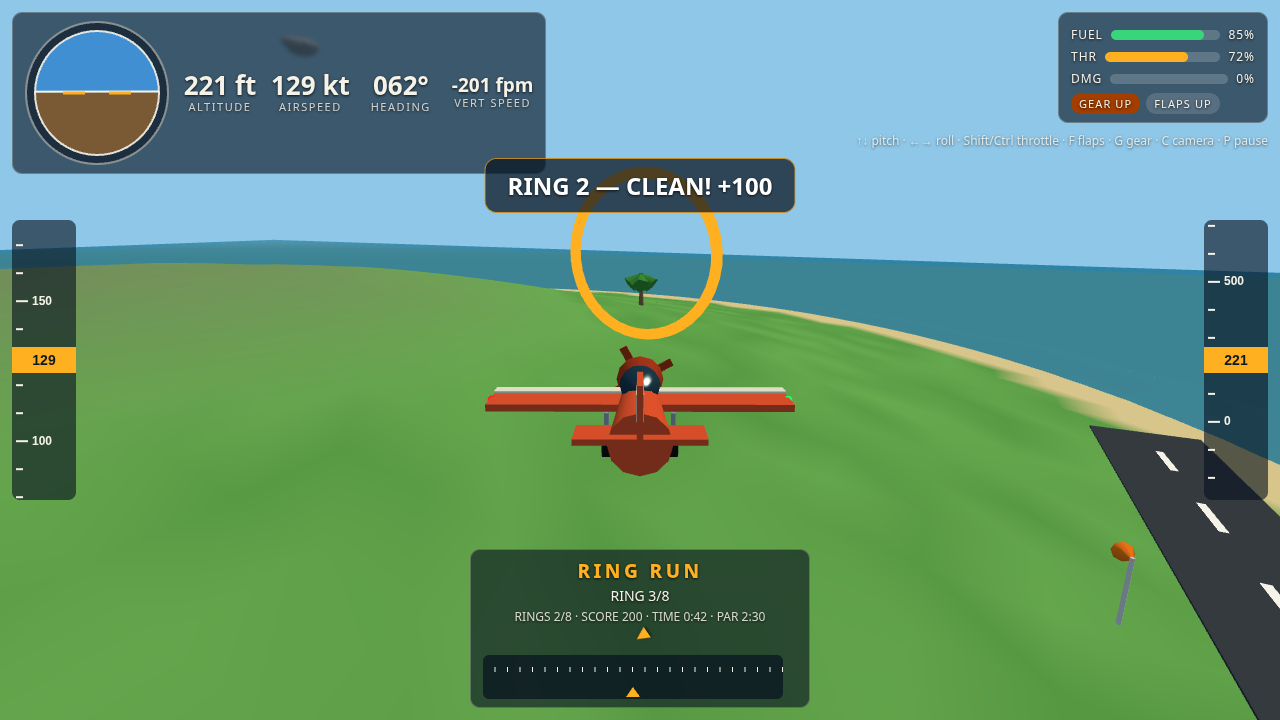 221 ft
129 kt
062°
-201 fpm
ALTITUDE
AIRSPEED
HEADING
VERT SPEED
FUEL 85%
THR 72%
DMG 0%
GEAR UP
FLAPS UP
↑↓ pitch · ←→ roll · Shift/Ctrl throttle · F flaps · G gear · C camera · P pause
RING 2 — CLEAN! +100
150
129
100
500
221
0
RING RUN
RING 3/8
RINGS 2/8 · SCORE 200 · TIME 0:42 · PAR 2:30